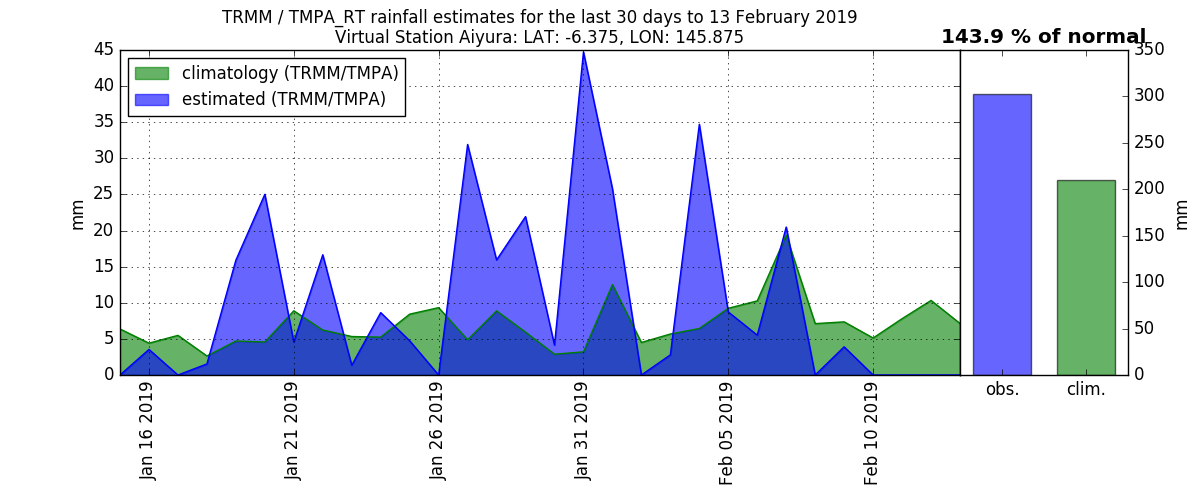 TRMM / TMPA_RT rainfall estimates for the last 30 days to 13 February 2019
Virtual Station Aiyura: LAT: -6.375, LON: 145.875
143.9 % of normal
climatology (TRMM/TMPA)
estimated (TRMM/TMPA)
45
40
35
30
25
20
15
10
5
0
mm
Jan 16 2019
Jan 21 2019
Jan 26 2019
Jan 31 2019
Feb 05 2019
Feb 10 2019
350
300
250
200
150
100
50
0
mm
obs.
clim.